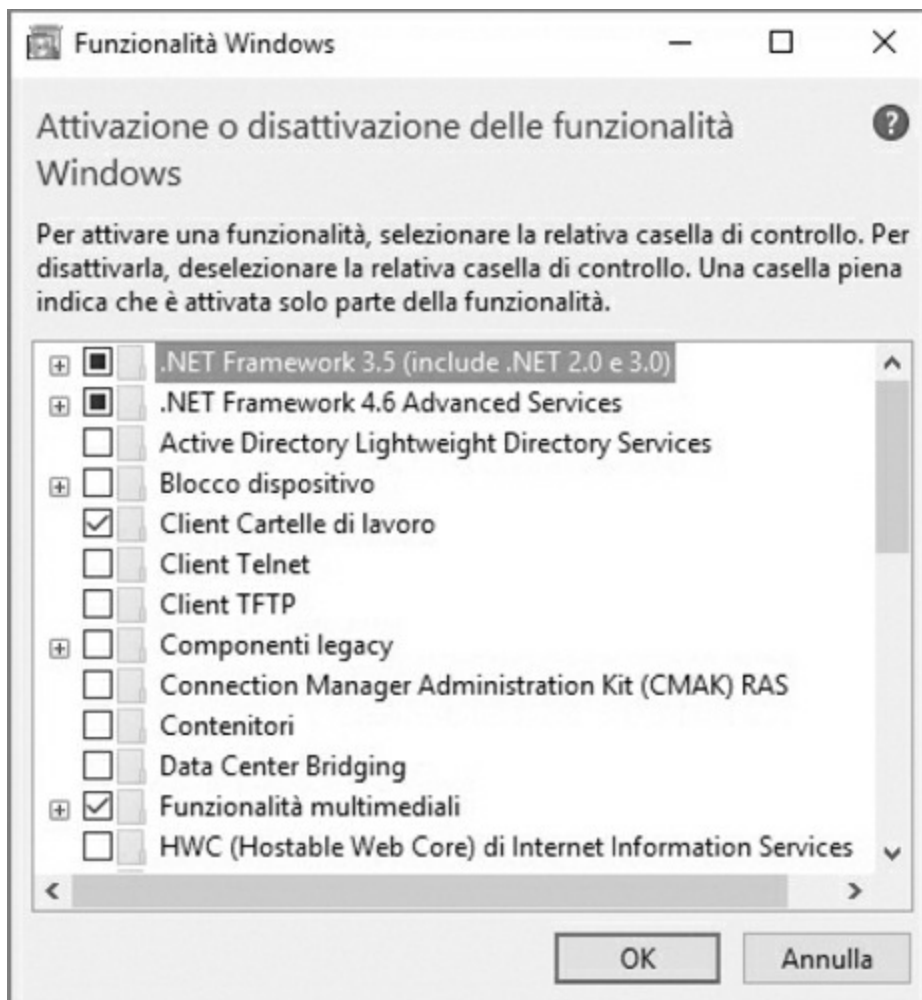 Funzionalità Windows
Attivazione o disattivazione delle funzionalità
Windows
Per attivare una funzionalità, selezionare la relativa casella di controllo. Per
disattivarla, deselezionare la relativa casella di controllo. Una casella piena
indica che è attivata solo parte della funzionalità.
.NET Framework 3.5 (include .NET 2.0 e 3.0)
.NET Framework 4.6 Advanced Services
Active Directory Lightweight Directory Services
Blocco dispositivo
Client Cartelle di lavoro
Client Telnet
Client TFTP
Componenti legacy
Connection Manager Administration Kit (CMAK) RAS
Contenitori
Data Center Bridging
Funzionalità multimediali
HWC (Hostable Web Core) di Internet Information Services
OK Annulla